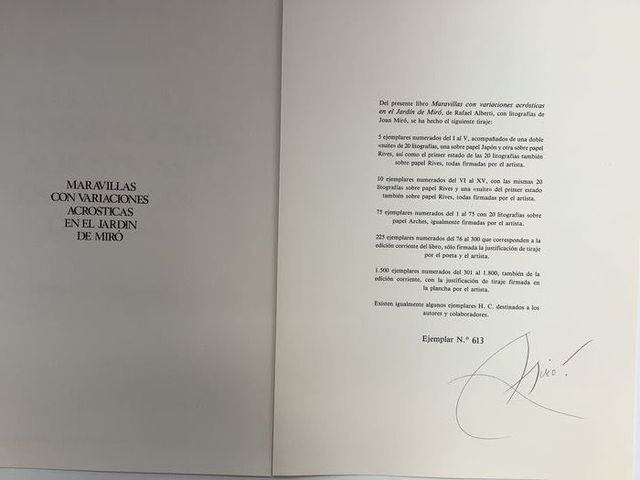 MARAVILLAS
CON VARIACIONES
ACROSTICAS
EN EL JARDIN
DE MIRÓ
Del presente libro Maravillas con variaciones acrósticas
en el Jardín de Miró, de Rafael Alberti, con litografías de
Joan Miró, se ha hecho el siguiente tiraje:
5 ejemplares numerados del I al V, acompañados de una doble
«suite» de 20 litografías, una sobre papel Japón y otra sobre papel
Rives, así como el primer estado de las 20 litografías también
sobre papel Rives, todas firmadas por el artista.
10 ejemplares numerados del VI al XV, con las mismas 20
litografías sobre papel Rives y una «suite» del primer estado
también sobre papel Rives, todas firmadas por el artista.
75 ejemplares numerados del 1 al 75 con 20 litografías sobre
papel Arches, igualmente firmadas por el artista.
225 ejemplares numerados del 76 al 300 que corresponden a la
edición corriente del libro, sólo firmada la justificación de tiraje
por el poeta y el artista.
1.500 ejemplares numerados del 301 al 1.800, también de la
edición corriente, con la justificación de tiraje firmada en
la plancha por el artista.
Existen igualmente algunos ejemplares H. C. destinados a los
autores y colaboradores.
Ejemplar N.º 613
Miró!